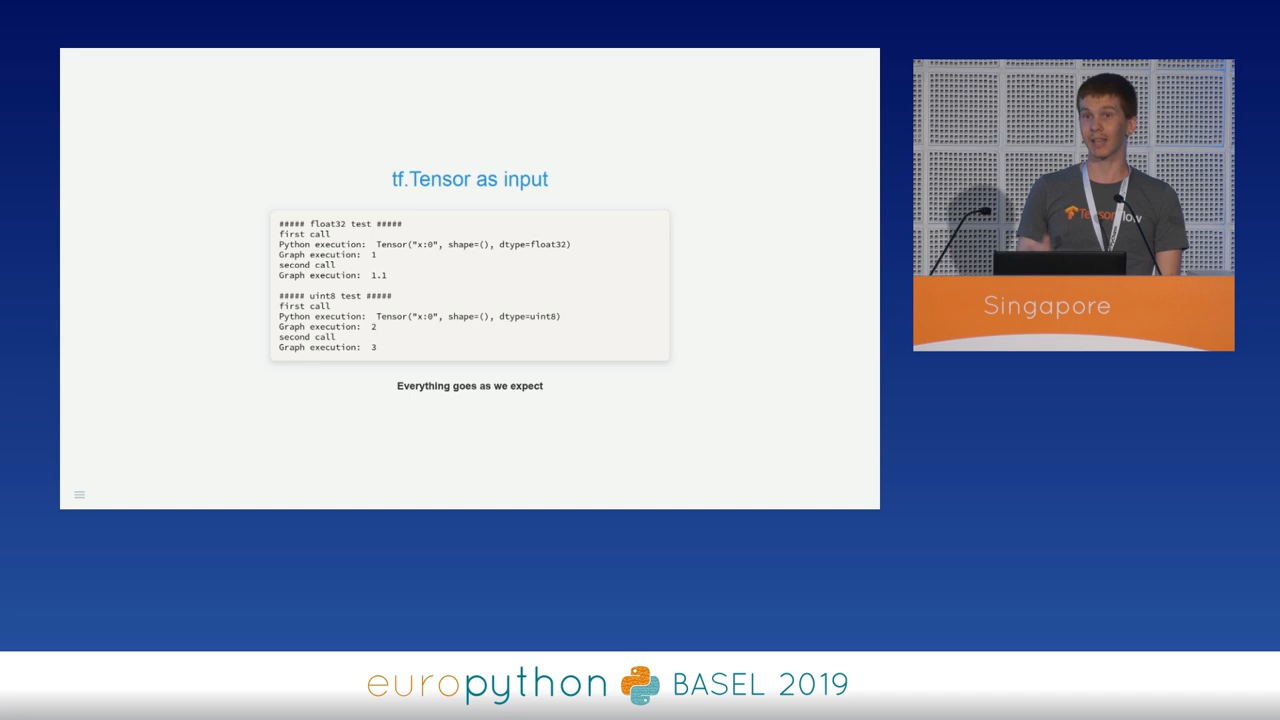 tf.Tensor as input
##### float32 test #####
first call
Python execution:  Tensor("x:0", shape=(), dtype=float32)
Graph execution:  1
second call
Graph execution:  1.1
##### uint8 test #####
first call
Python execution:  Tensor("x:0", shape=(), dtype=uint8)
Graph execution:  2
second call
Graph execution:  3
Everything goes as we expect
TensorFlow
Singapore
europython BASEL 2019